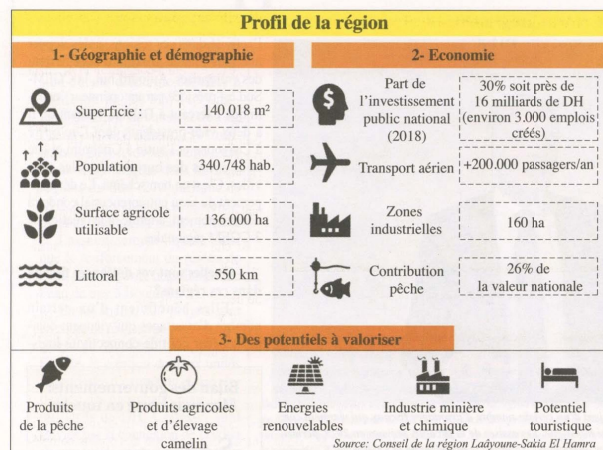 Profil de la région
1- Géographie et démographie
Superficie :
140.018 m²
Population
340.748 hab.
Surface agricole
utilisable
136.000 ha
Littoral
550 km
2- Economie
Part de
l’investissement
public national
(2018)
30% soit près de
16 milliards de DH
(environ 3.000 emplois
créés)
Transport aérien
+200.000 passagers/an
Zones
industrielles
160 ha
Contribution
pêche
26% de
la valeur nationale
3- Des potentiels à valoriser
Produits
de la pêche
Produits agricoles
et d’élevage
camelin
Energies
renouvelables
Industrie minière
et chimique
Potentiel
touristique
Source: Conseil de la région Laâyoune-Sakia El Hamra